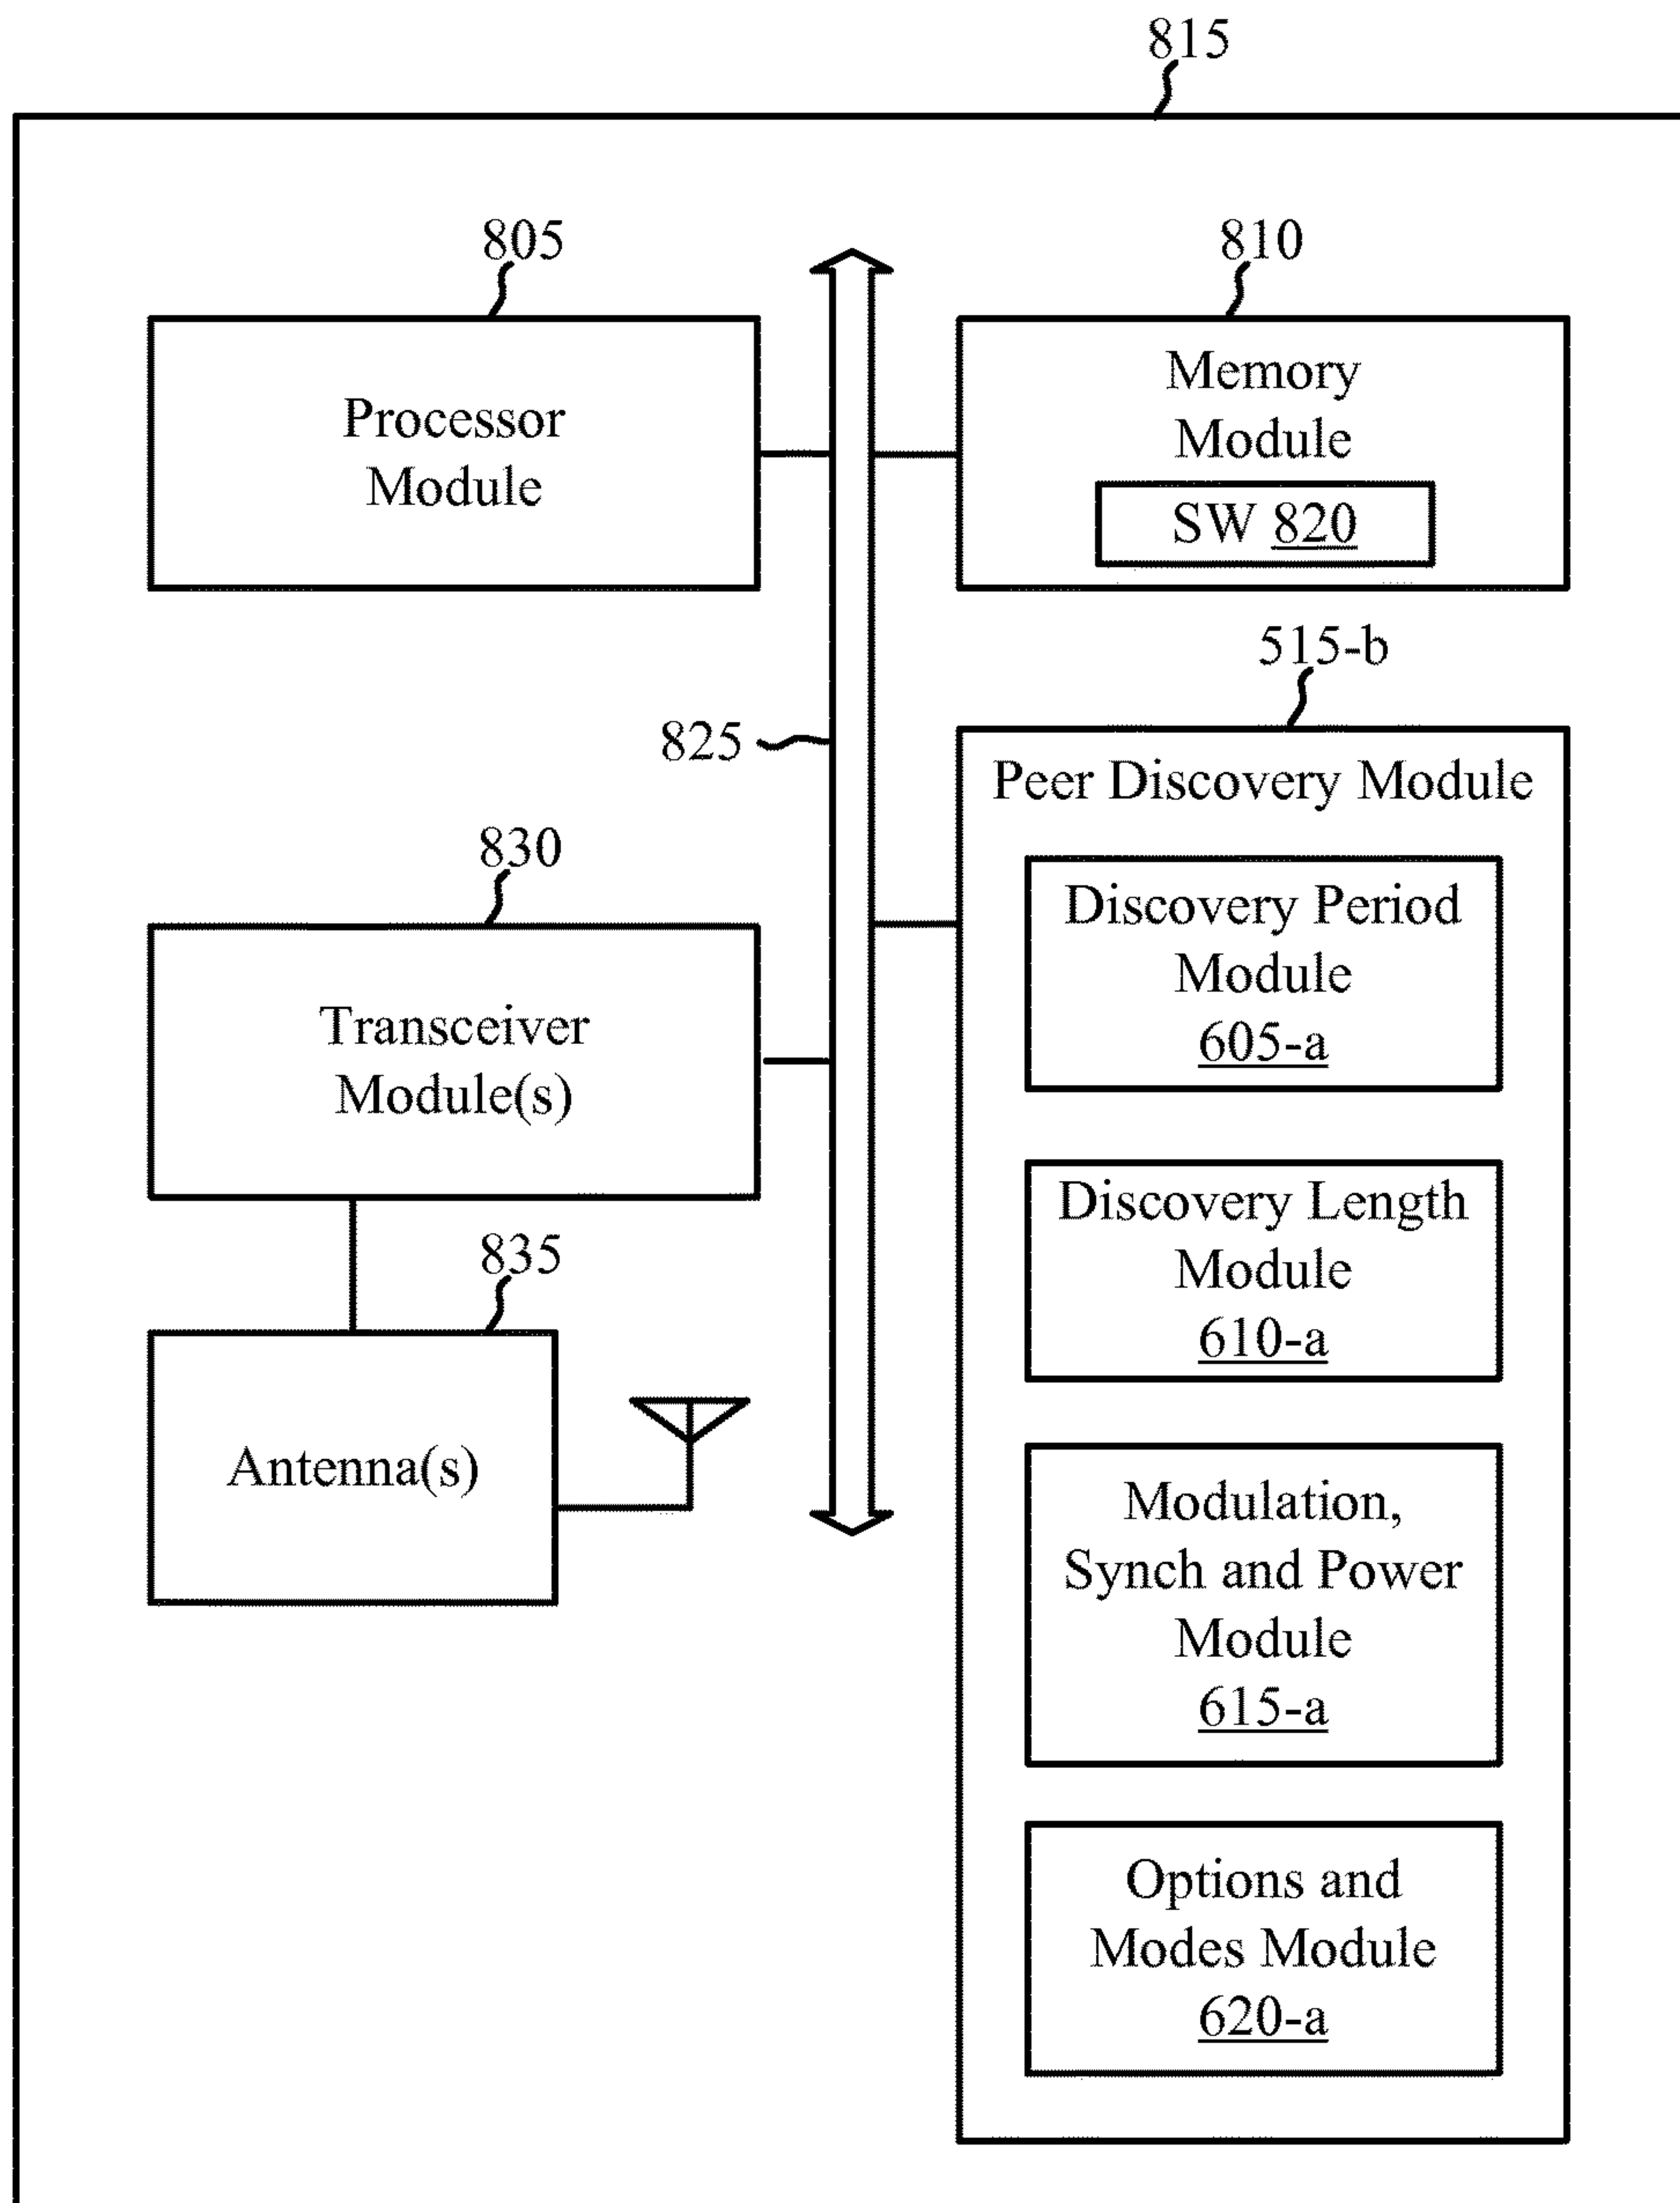 815
805
810
Processor
Module
Memory
Module
SW 820
515-b
825
Peer Discovery Module
830
Discovery Period
Module
605-a
Transceiver
Module(s)
Discovery Length
Module
610-a
835
Antenna(s)
Modulation,
Synch and Power
Module
615-a
Options and
Modes Module
620-a